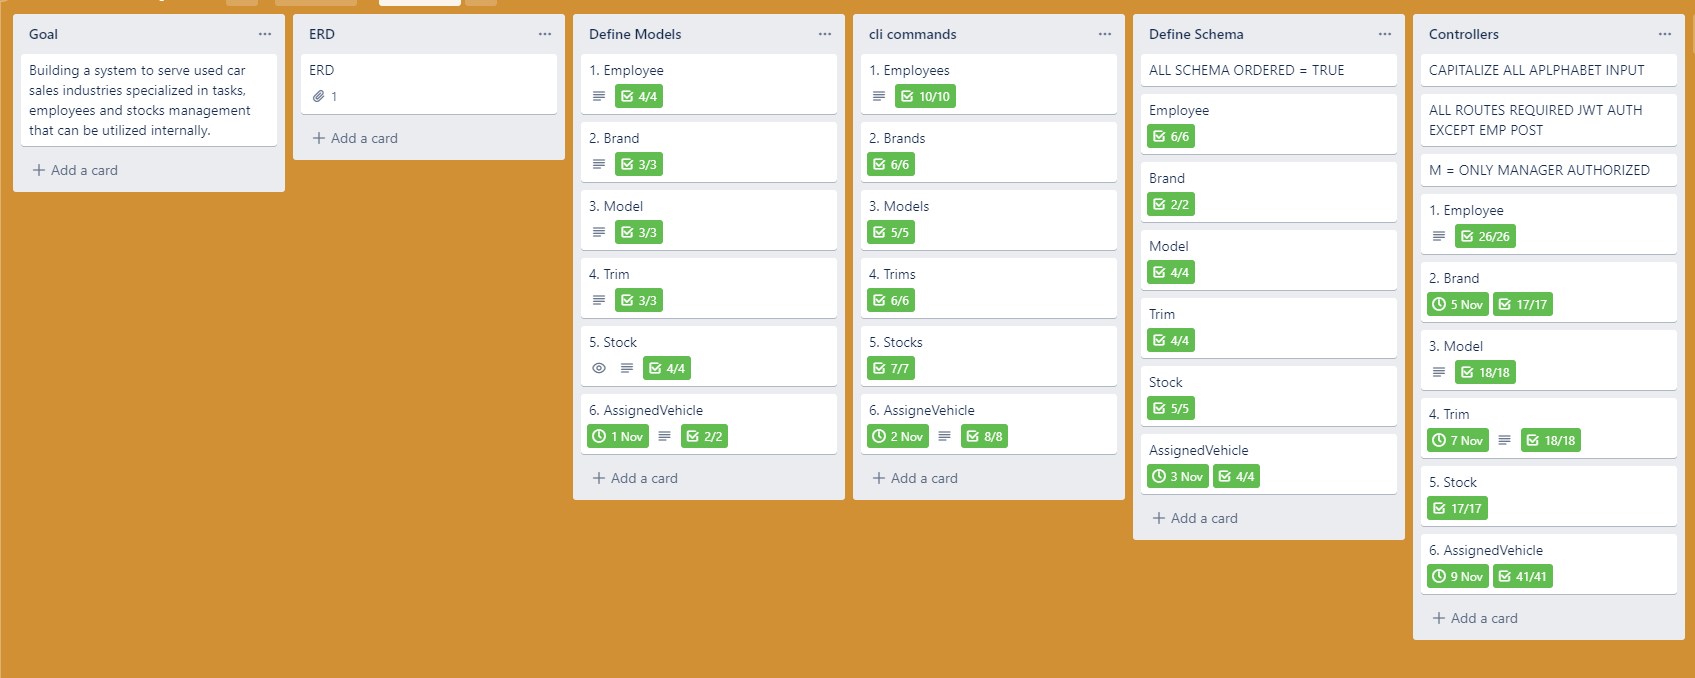 Goal
Building a system to serve used car
sales industries specialized in tasks,
employees and stocks management
that can be utilized internally.
Add a card
ERD
ERD
1
Add a card
Define Models
1. Employee
4/4
2. Brand
3/3
3. Model
3/3
4. Trim
3/3
5. Stock
4/4
6. AssignedVehicle
1 Nov 2/2
Add a card
cli commands
1. Employees
10/10
2. Brands
6/6
3. Models
5/5
4. Trims
6/6
5. Stocks
7/7
6. AssigneVehicle
2 Nov 8/8
Add a card
Define Schema
ALL SCHEMA ORDERED = TRUE
Employee
6/6
Brand
2/2
Model
4/4
Trim
4/4
Stock
5/5
AssignedVehicle
3 Nov 4/4
Add a card
Controllers
CAPITALIZE ALL APLPHABET INPUT
ALL ROUTES REQUIRED JWT AUTH
EXCEPT EMP POST
M = ONLY MANAGER AUTHORIZED
1. Employee
26/26
2. Brand
5 Nov 17/17
3. Model
18/18
4. Trim
7 Nov 18/18
5. Stock
17/17
6. AssignedVehicle
9 Nov 41/41
Add a card